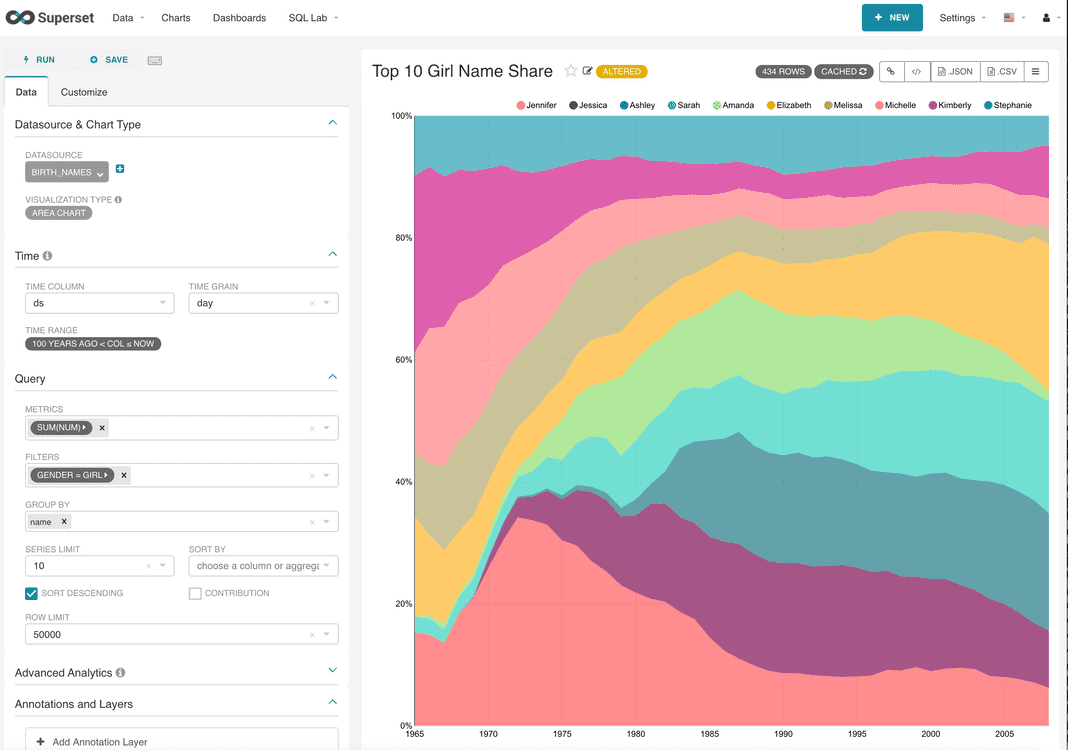 Superset Data Charts Dashboards SQL Lab + NEW Settings
RUN SAVE
Data Customize
Datasource & Chart Type
DATASOURCE
BIRTH_NAMES
VISUALIZATION TYPE
AREA CHART
Time
TIME COLUMN TIME GRAIN
ds × day
TIME RANGE
100 YEARS AGO < COL ≤ NOW
Query
METRICS
SUM(NUM) × ×
FILTERS
GENDER = GIRL × ×
GROUP BY
name × ×
SERIES LIMIT SORT BY
10 × choose a column or aggrega
SORT DESCENDING CONTRIBUTION
ROW LIMIT
50000 ×
Advanced Analytics
Annotations and Layers
+ Add Annotation Layer
Top 10 Girl Name Share ALTERED 434 ROWS CACHED </> .JSON .CSV
Jennifer Jessica Ashley Sarah Amanda Elizabeth Melissa Michelle Kimberly Stephanie
100%
80%
60%
40%
20%
0%
1965 1970 1975 1980 1985 1990 1995 2000 2005